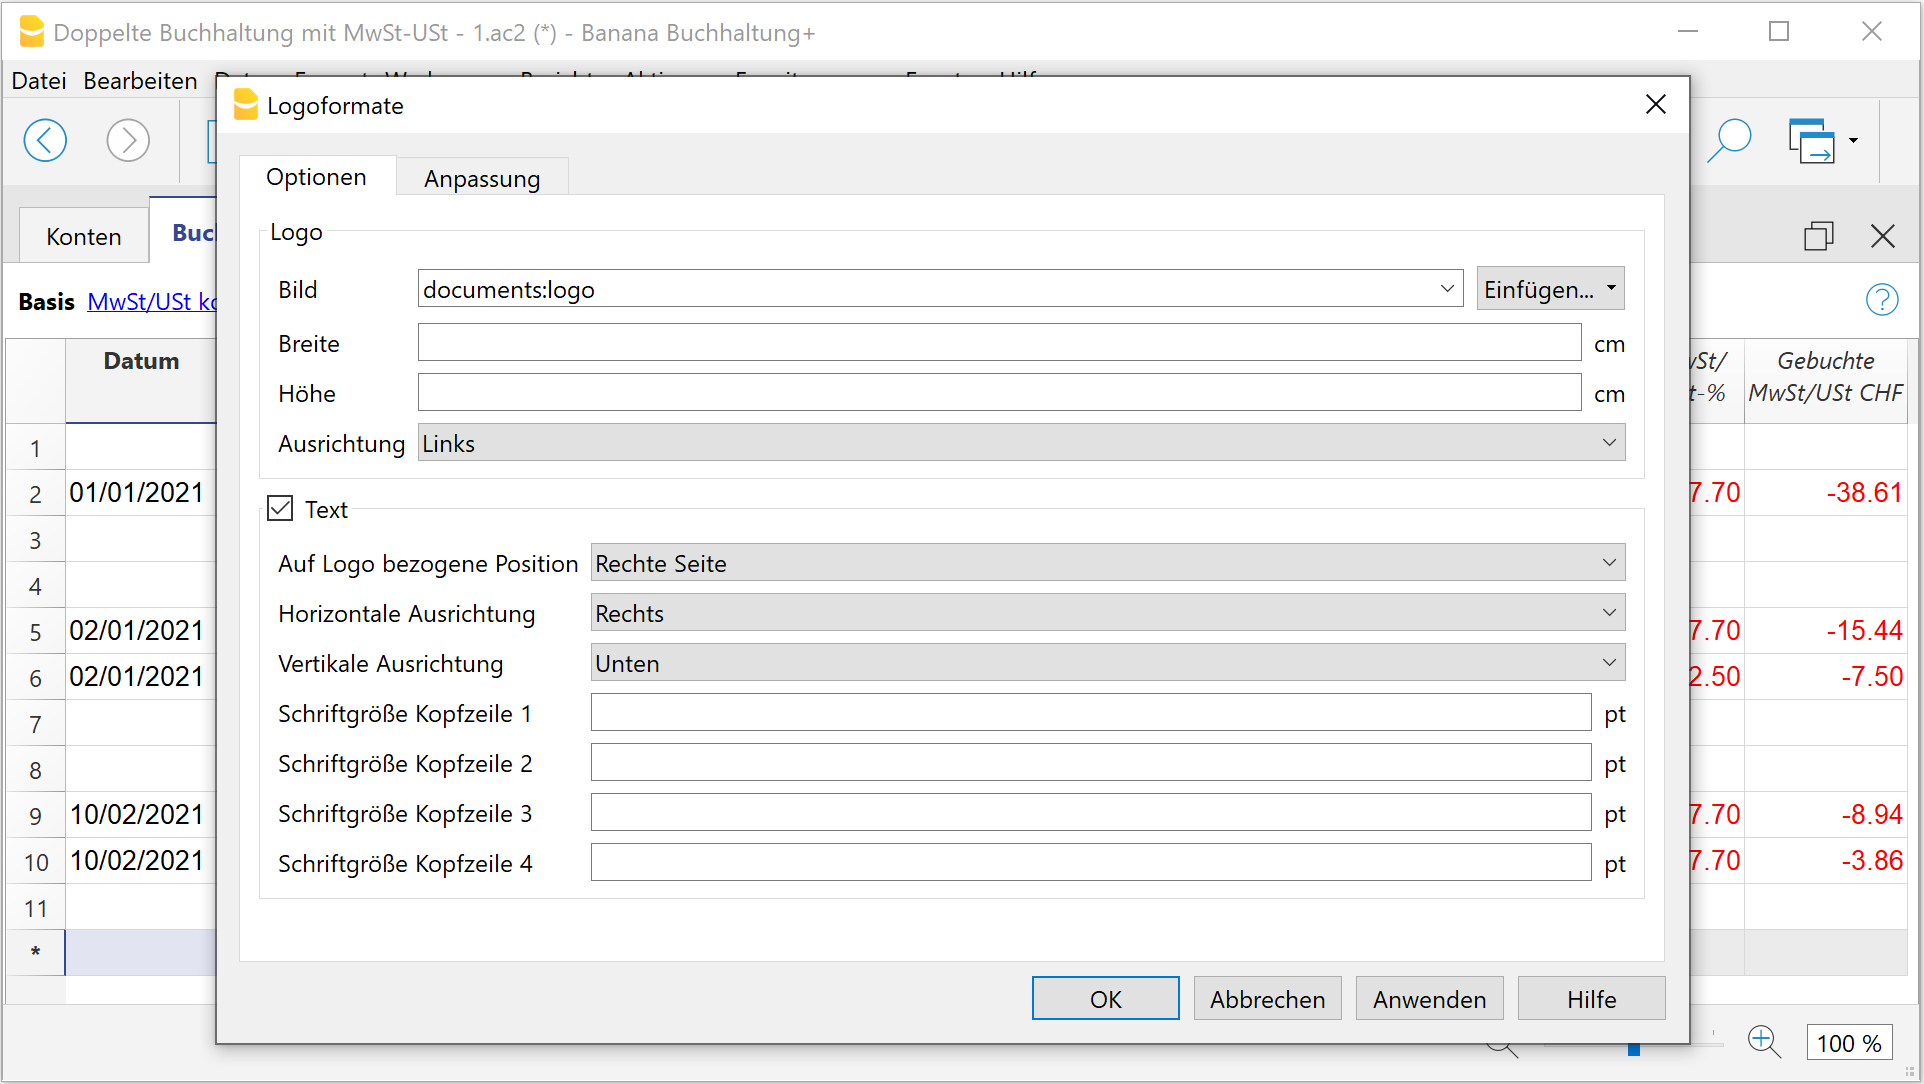 Doppelte Buchhaltung mit MwSt-USt - 1.ac2 (*) - Banana Buchhaltung+
Datei Bearbeiten
Logoformate
Optionen Anpassung
Konten
Basis MwSt/USt
Logo
Bild documents:logo Einfügen...
Breite cm
Höhe cm
Ausrichtung Links
Text
Auf Logo bezogene Position Rechte Seite
Horizontale Ausrichtung Rechts
Vertikale Ausrichtung Unten
Schriftgröße Kopfzeile 1 pt
Schriftgröße Kopfzeile 2 pt
Schriftgröße Kopfzeile 3 pt
Schriftgröße Kopfzeile 4 pt
OK Abbrechen Anwenden Hilfe
Datum Gebuchte
MwSt/USt CHF
1
2 01/01/2021 7.70 -38.61
3
4
5 02/01/2021 7.70 -15.44
6 02/01/2021 2.50 -7.50
7
8
9 10/02/2021 7.70 -8.94
10 10/02/2021 7.70 -3.86
11
*
100 %